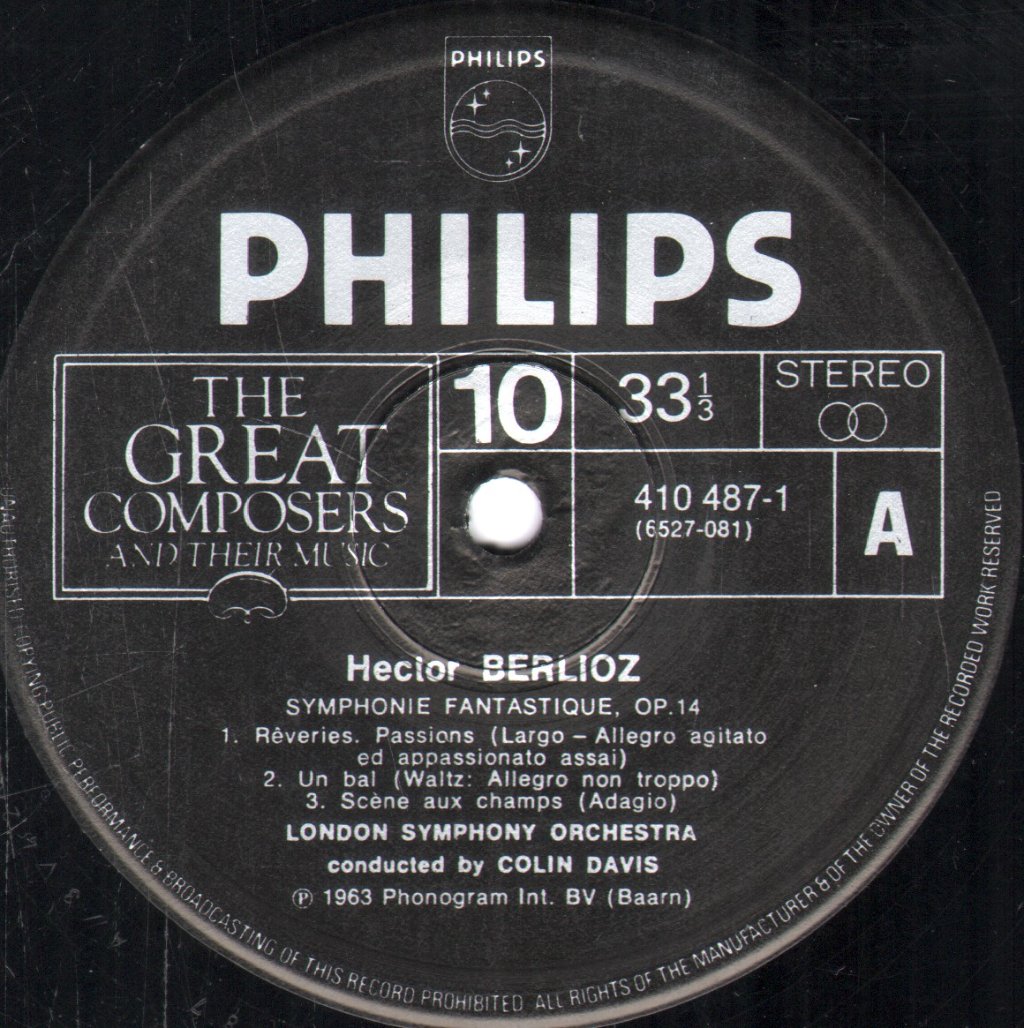 PHILIPS
PHILIPS
THE
GREAT
COMPOSERS
AND THEIR MUSIC
10
33 1/3
STEREO
410 487-1
(6527-081)
A
Hector BERLIOZ
SYMPHONIE FANTASTIQUE, OP.14
1. Rêveries. Passions (Largo – Allegro agitato
ed appassionato assai)
2. Un bal (Waltz: Allegro non troppo)
3. Scène aux champs (Adagio)
LONDON SYMPHONY ORCHESTRA
conducted by COLIN DAVIS
℗ 1963 Phonogram Int. BV (Baarn)
COPYING PUBLIC PERFORMANCE & BROADCASTING OF THIS RECORD PROHIBITED ALL RIGHTS OF THE MANUFACTURER & OF THE OWNER OF THE RECORDED WORK RESERVED